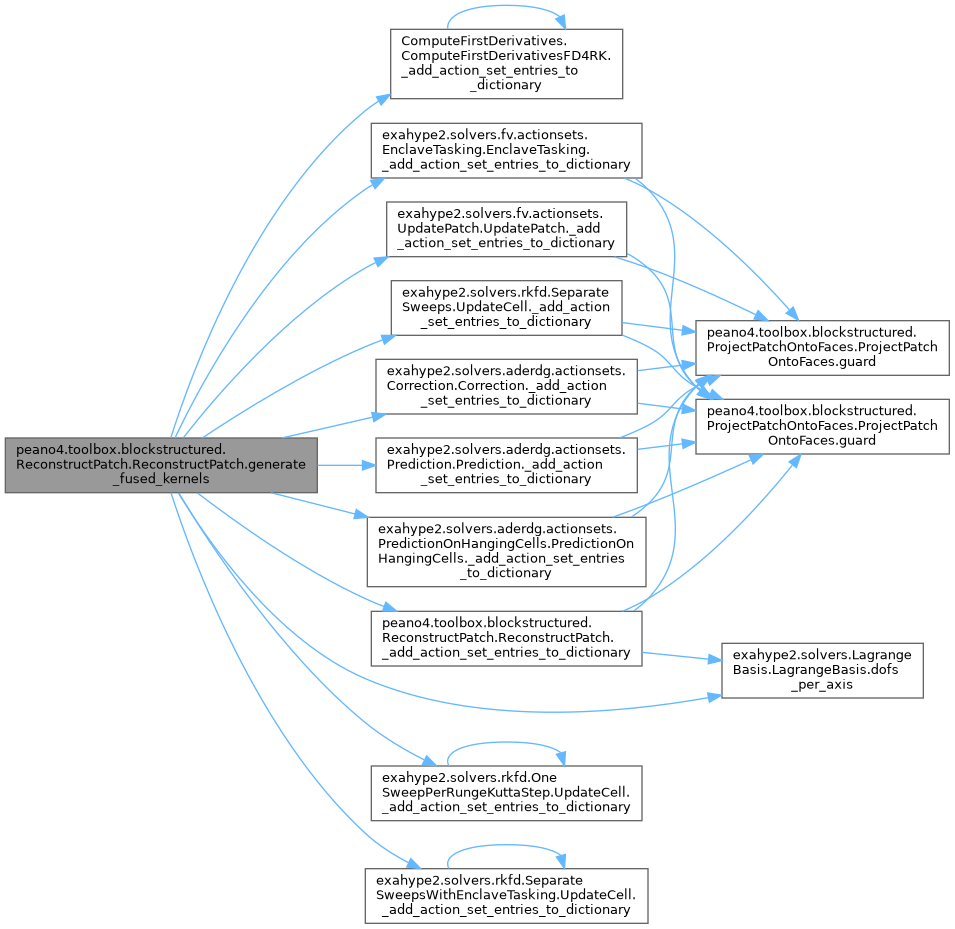 ComputeFirstDerivatives.
ComputeFirstDerivativesFD4RK.
_add_action_set_entries_to
_dictionary
exahype2.solvers.fv.actionsets.
EnclaveTasking.EnclaveTasking.
_add_action_set_entries_to_dictionary
exahype2.solvers.fv.actionsets.
UpdatePatch.UpdatePatch._add
_action_set_entries_to_dictionary
exahype2.solvers.rkfd.Separate
Sweeps.UpdateCell._add_action
_set_entries_to_dictionary
peano4.toolbox.blockstructured.
ProjectPatchOntoFaces.ProjectPatch
OntoFaces.guard
exahype2.solvers.aderdg.actionsets.
Correction.Correction._add_action
_set_entries_to_dictionary
peano4.toolbox.blockstructured.
ProjectPatchOntoFaces.ProjectPatch
OntoFaces.guard
peano4.toolbox.blockstructured.
ReconstructPatch.ReconstructPatch.generate
_fused_kernels
exahype2.solvers.aderdg.actionsets.
Prediction.Prediction._add_action
_set_entries_to_dictionary
exahype2.solvers.aderdg.actionsets.
PredictionOnHangingCells.PredictionOn
HangingCells._add_action_set_entries
_to_dictionary
peano4.toolbox.blockstructured.
ReconstructPatch.ReconstructPatch.
_add_action_set_entries_to_dictionary
exahype2.solvers.Lagrange
Basis.LagrangeBasis.dofs
_per_axis
exahype2.solvers.rkfd.One
SweepPerRungeKuttaStep.UpdateCell.
_add_action_set_entries_to_dictionary
exahype2.solvers.rkfd.Separate
SweepsWithEnclaveTasking.UpdateCell.
_add_action_set_entries_to_dictionary